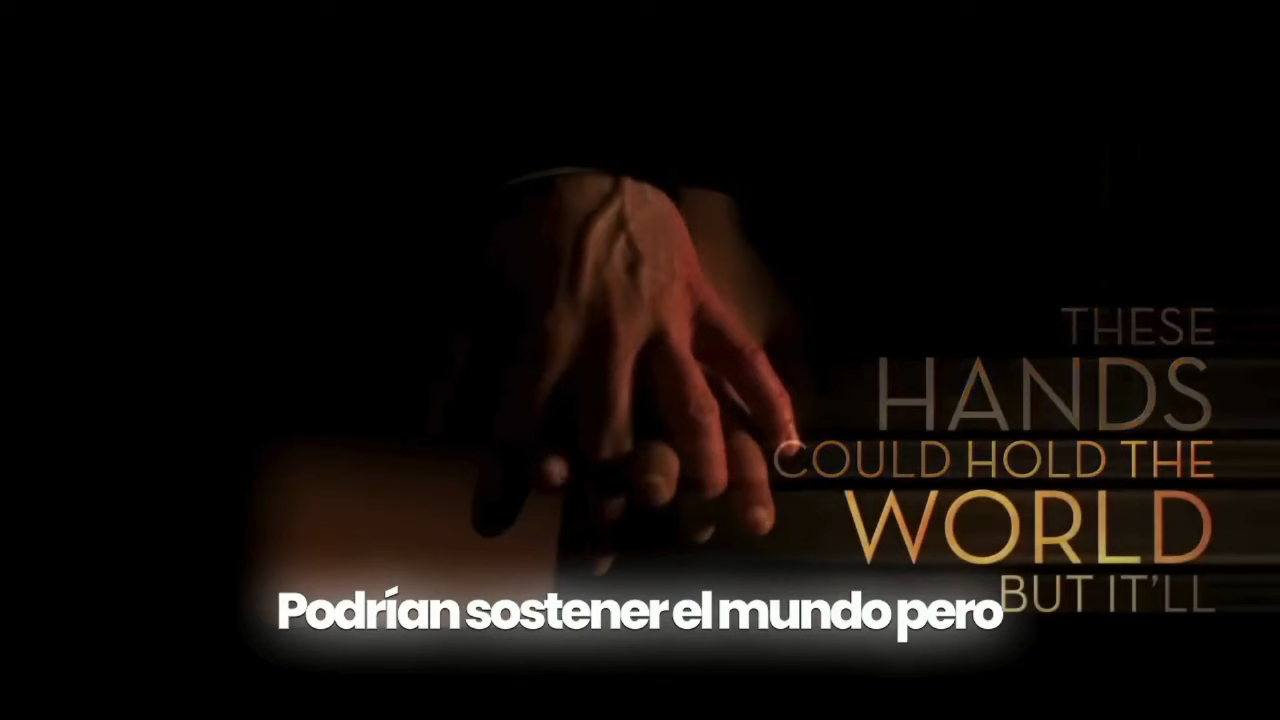 THESE
HANDS
COULD HOLD THE
WORLD
BUT IT'LL
Podrían sostener el mundo pero